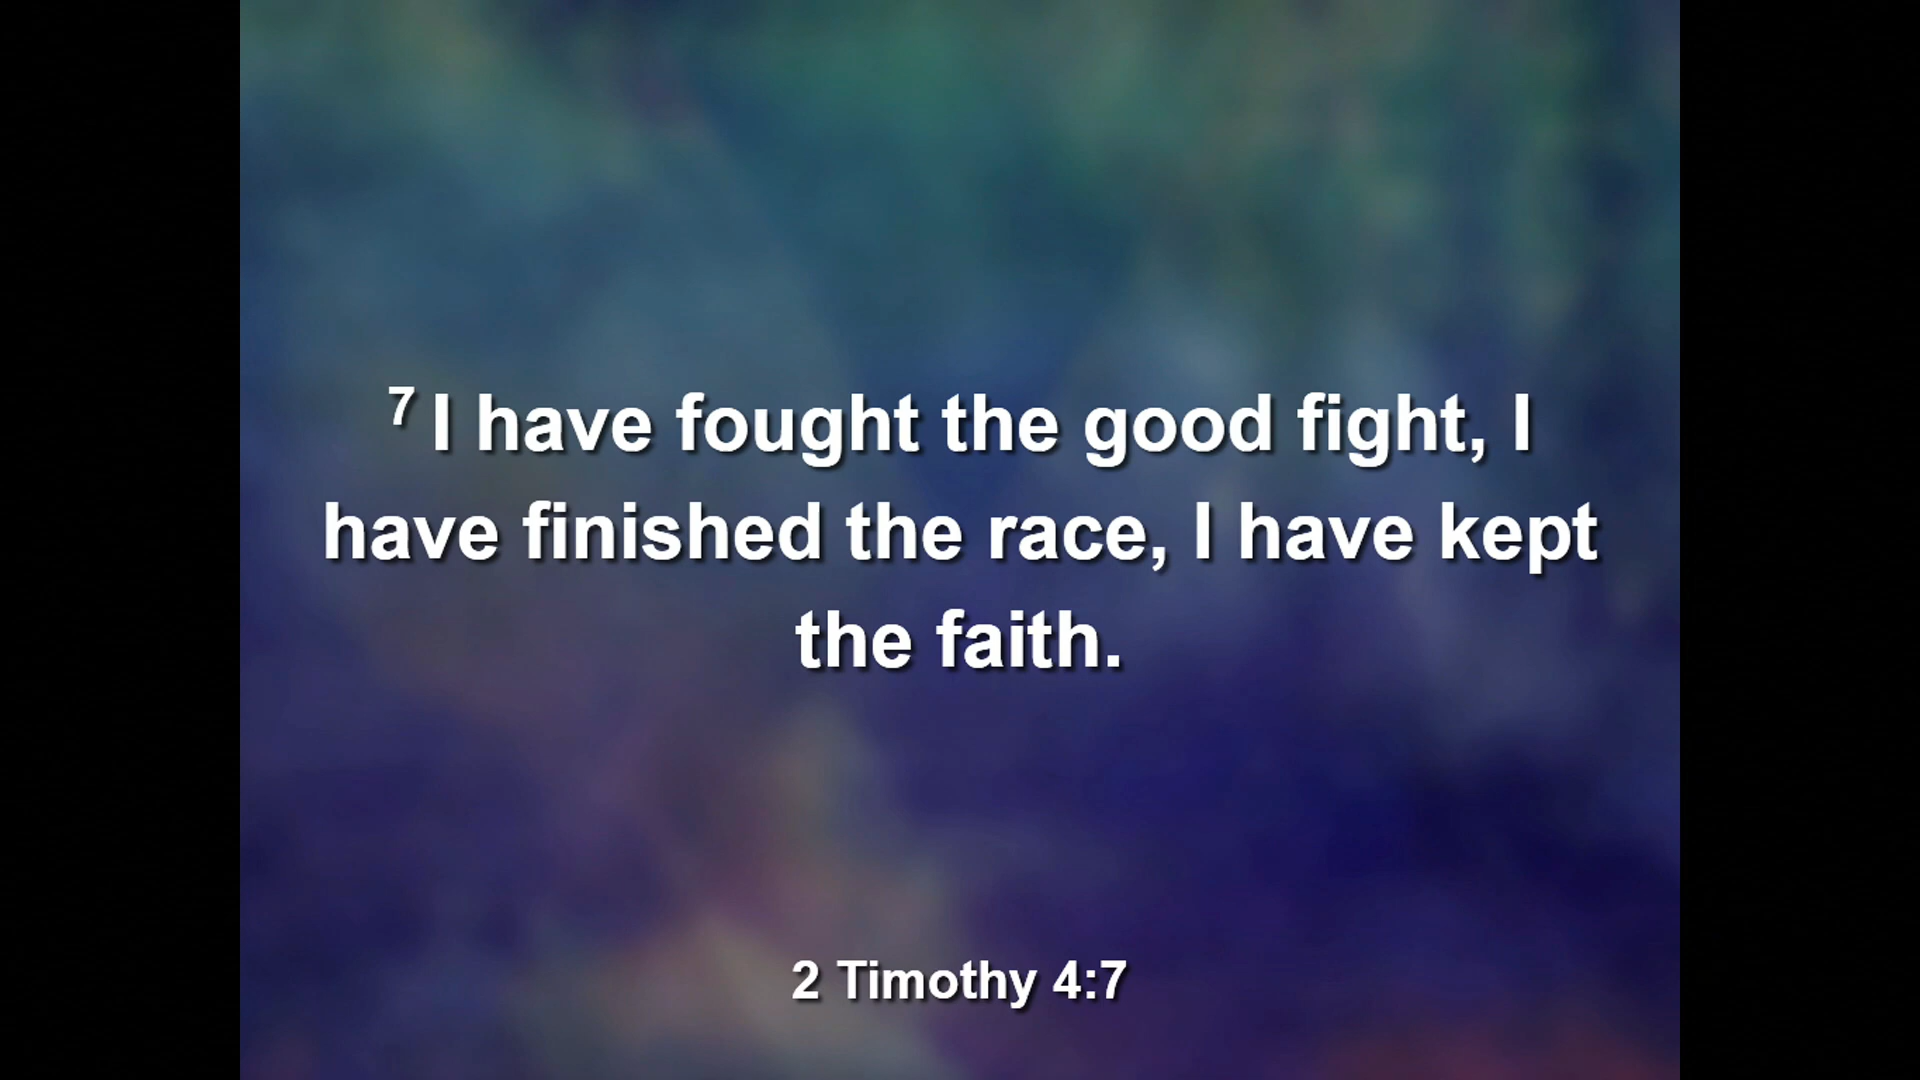 7 I have fought the good fight, I
have finished the race, I have kept
the faith.
2 Timothy 4:7